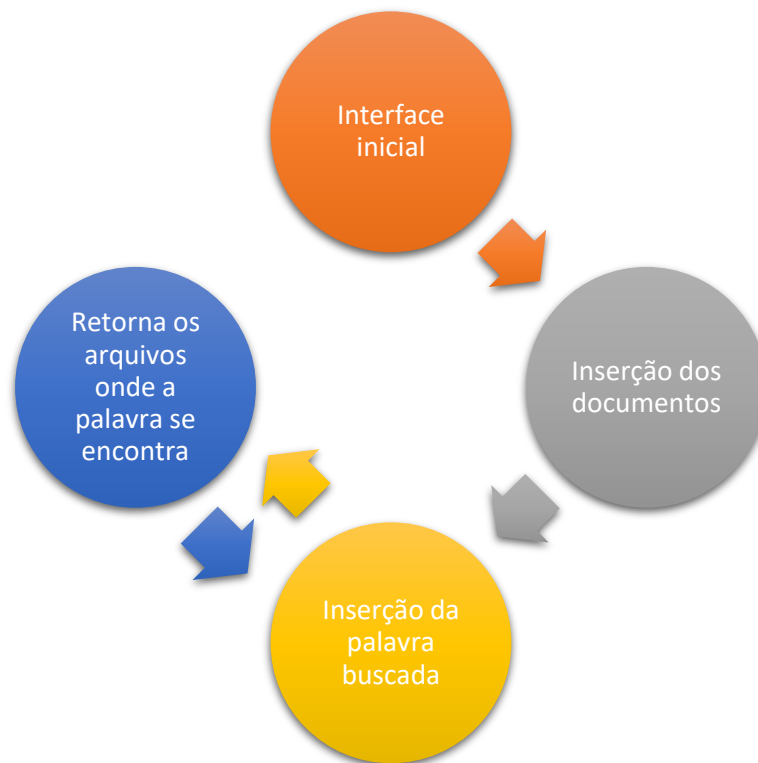 Interface
inicial
Inserção dos
documentos
Inserção da
palavra
buscada
Retorna os
arquivos
onde a
palavra se
encontra